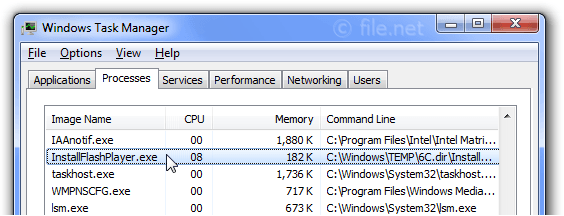 Windows Task Manager
© file.net
File Options View Help
Applications Processes Services Performance Networking Users
Image Name CPU Memory Command Line
IAAnotif.exe 00 1,880 K C:\Program Files\Intel\Intel Matri...
InstallFlashPlayer.exe 08 182 K C:\Windows\TEMP\6C.dir\Install...
taskhost.exe 00 1,736 K C:\Windows\System32\taskhost....
WMPNSCFG.exe 00 717 K C:\Program Files\Windows Media...
lsm.exe 00 673 K C:\Windows\System32\lsm.exe